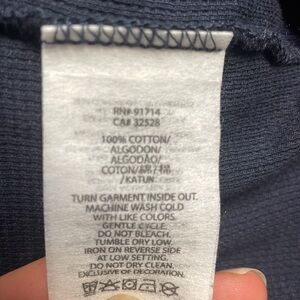 RN# 91714
CA# 32528
100% COTTON/
ALGODON/
ALGODÃO/
COTON/棉/綿
/KATUN
TURN GARMENT INSIDE OUT.
MACHINE WASH COLD
WITH LIKE COLORS.
GENTLE CYCLE.
DO NOT BLEACH.
TUMBLE DRY LOW.
IRON ON REVERSE SIDE
AT LOW SETTING.
DO NOT DRY CLEAN.
EXCLUSIVE OF DECORATION.